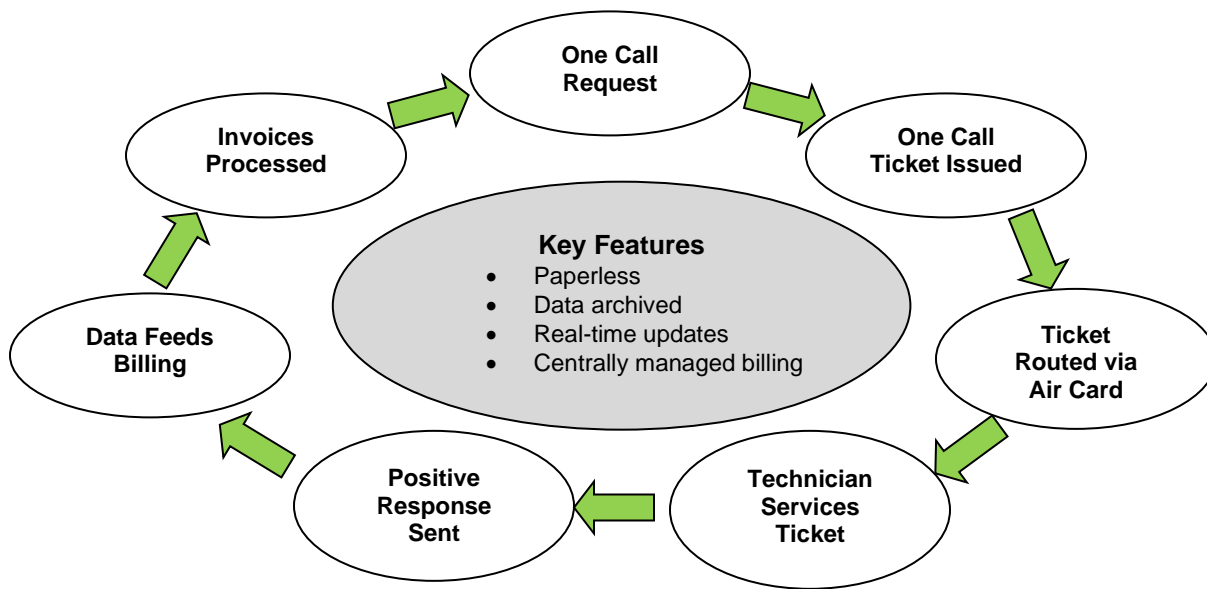 One Call
Request
One Call
Ticket Issued
Ticket
Routed via
Air Card
Technician
Services
Ticket
Positive
Response
Sent
Data Feeds
Billing
Invoices
Processed
Key Features
• Paperless
• Data archived
• Real-time updates
• Centrally managed billing